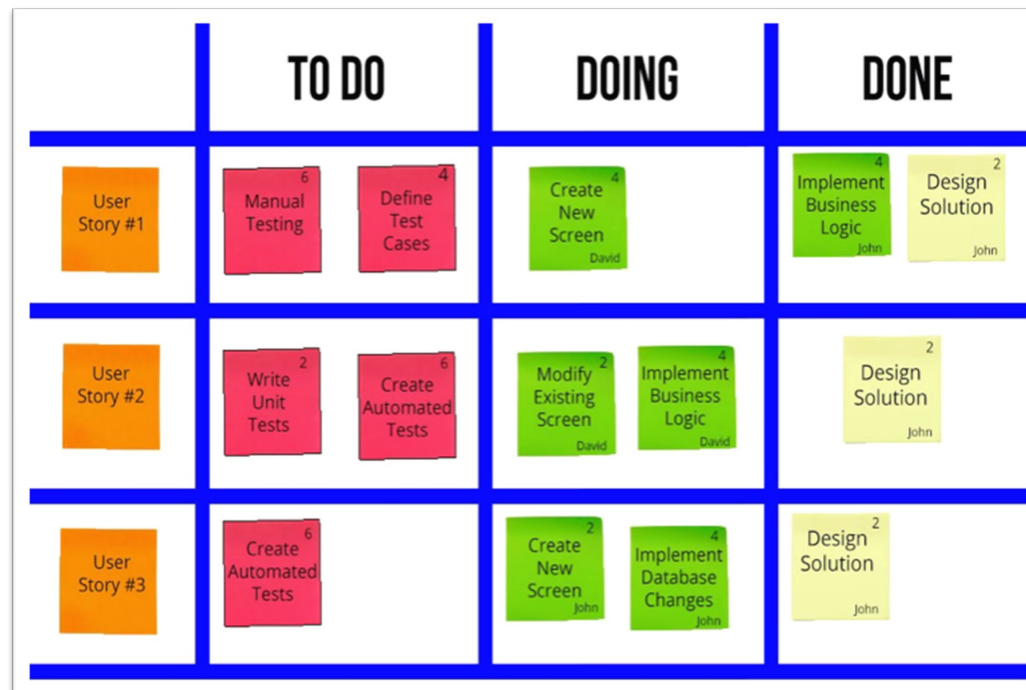 TO DO
DOING
DONE
User
Story #1
6
Manual
Testing
4
Define
Test
Cases
4
Create
New
Screen
David
4
Implement
Business
Logic
John
2
Design
Solution
John
User
Story #2
2
Write
Unit
Tests
6
Create
Automated
Tests
2
Modify
Existing
Screen
David
4
Implement
Business
Logic
David
2
Design
Solution
John
User
Story #3
6
Create
Automated
Tests
2
Create
New
Screen
John
4
Implement
Database
Changes
John
2
Design
Solution
John